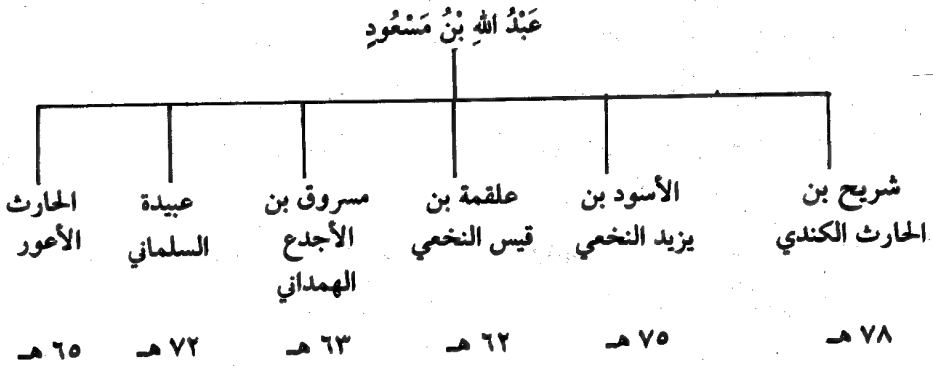 عَبْدُ اللهِ بْنُ مَسْعُودٍ
شريح بن
الحارث الكندي
٧٨ هـ
الأسود بن
يزيد النخعي
٧٥ هـ
علقمة بن
قيس النخعي
٦٢ هـ
مسروق بن
الأجدع
الهمداني
٦٣ هـ
عبيدة
السلماني
٧٢ هـ
الحارث
الأعور
٦٥ هـ